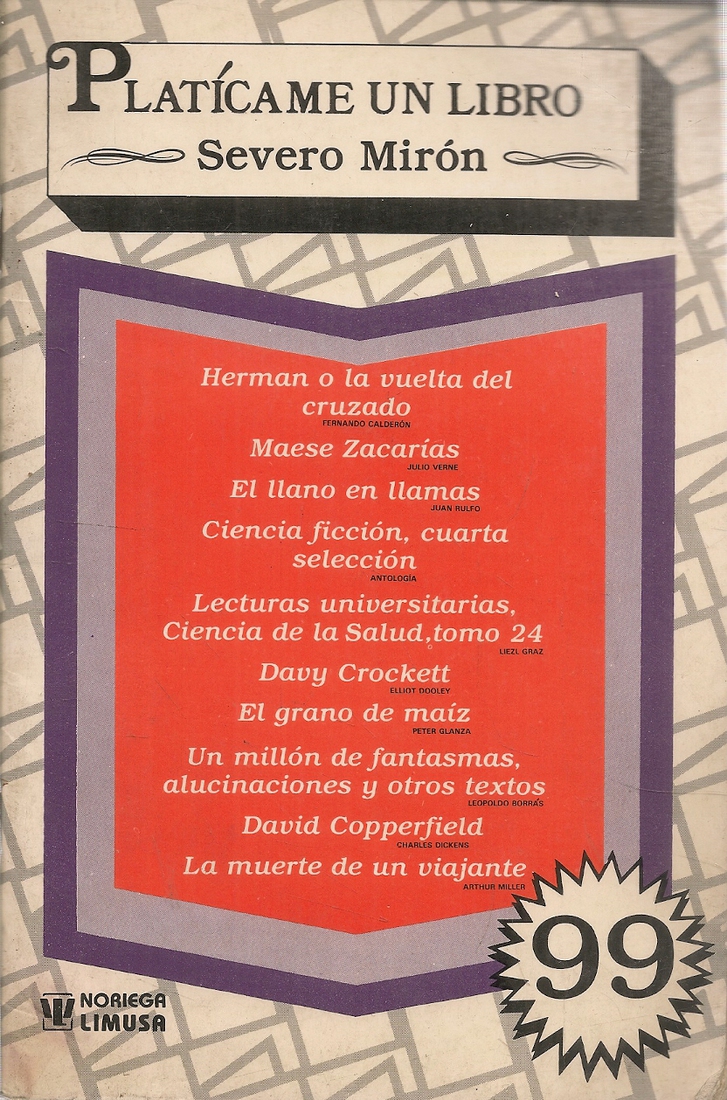 PLATÍCAME UN LIBRO
Severo Mirón
Herman o la vuelta del
cruzado
FERNANDO CALDERÓN
Maese Zacarías
JULIO VERNE
El llano en llamas
JUAN RULFO
Ciencia ficción, cuarta
selección
ANTOLOGÍA
Lecturas universitarias,
Ciencia de la Salud, tomo 24
LIEZL GRAZ
Davy Crockett
ELLIOT DOOLEY
El grano de maíz
PETER GLANZA
Un millón de fantasmas,
alucinaciones y otros textos
LEOPOLDO BORRÁS
David Copperfield
CHARLES DICKENS
La muerte de un viajante
ARTHUR MILLER
99
NORIEGA
LIMUSA